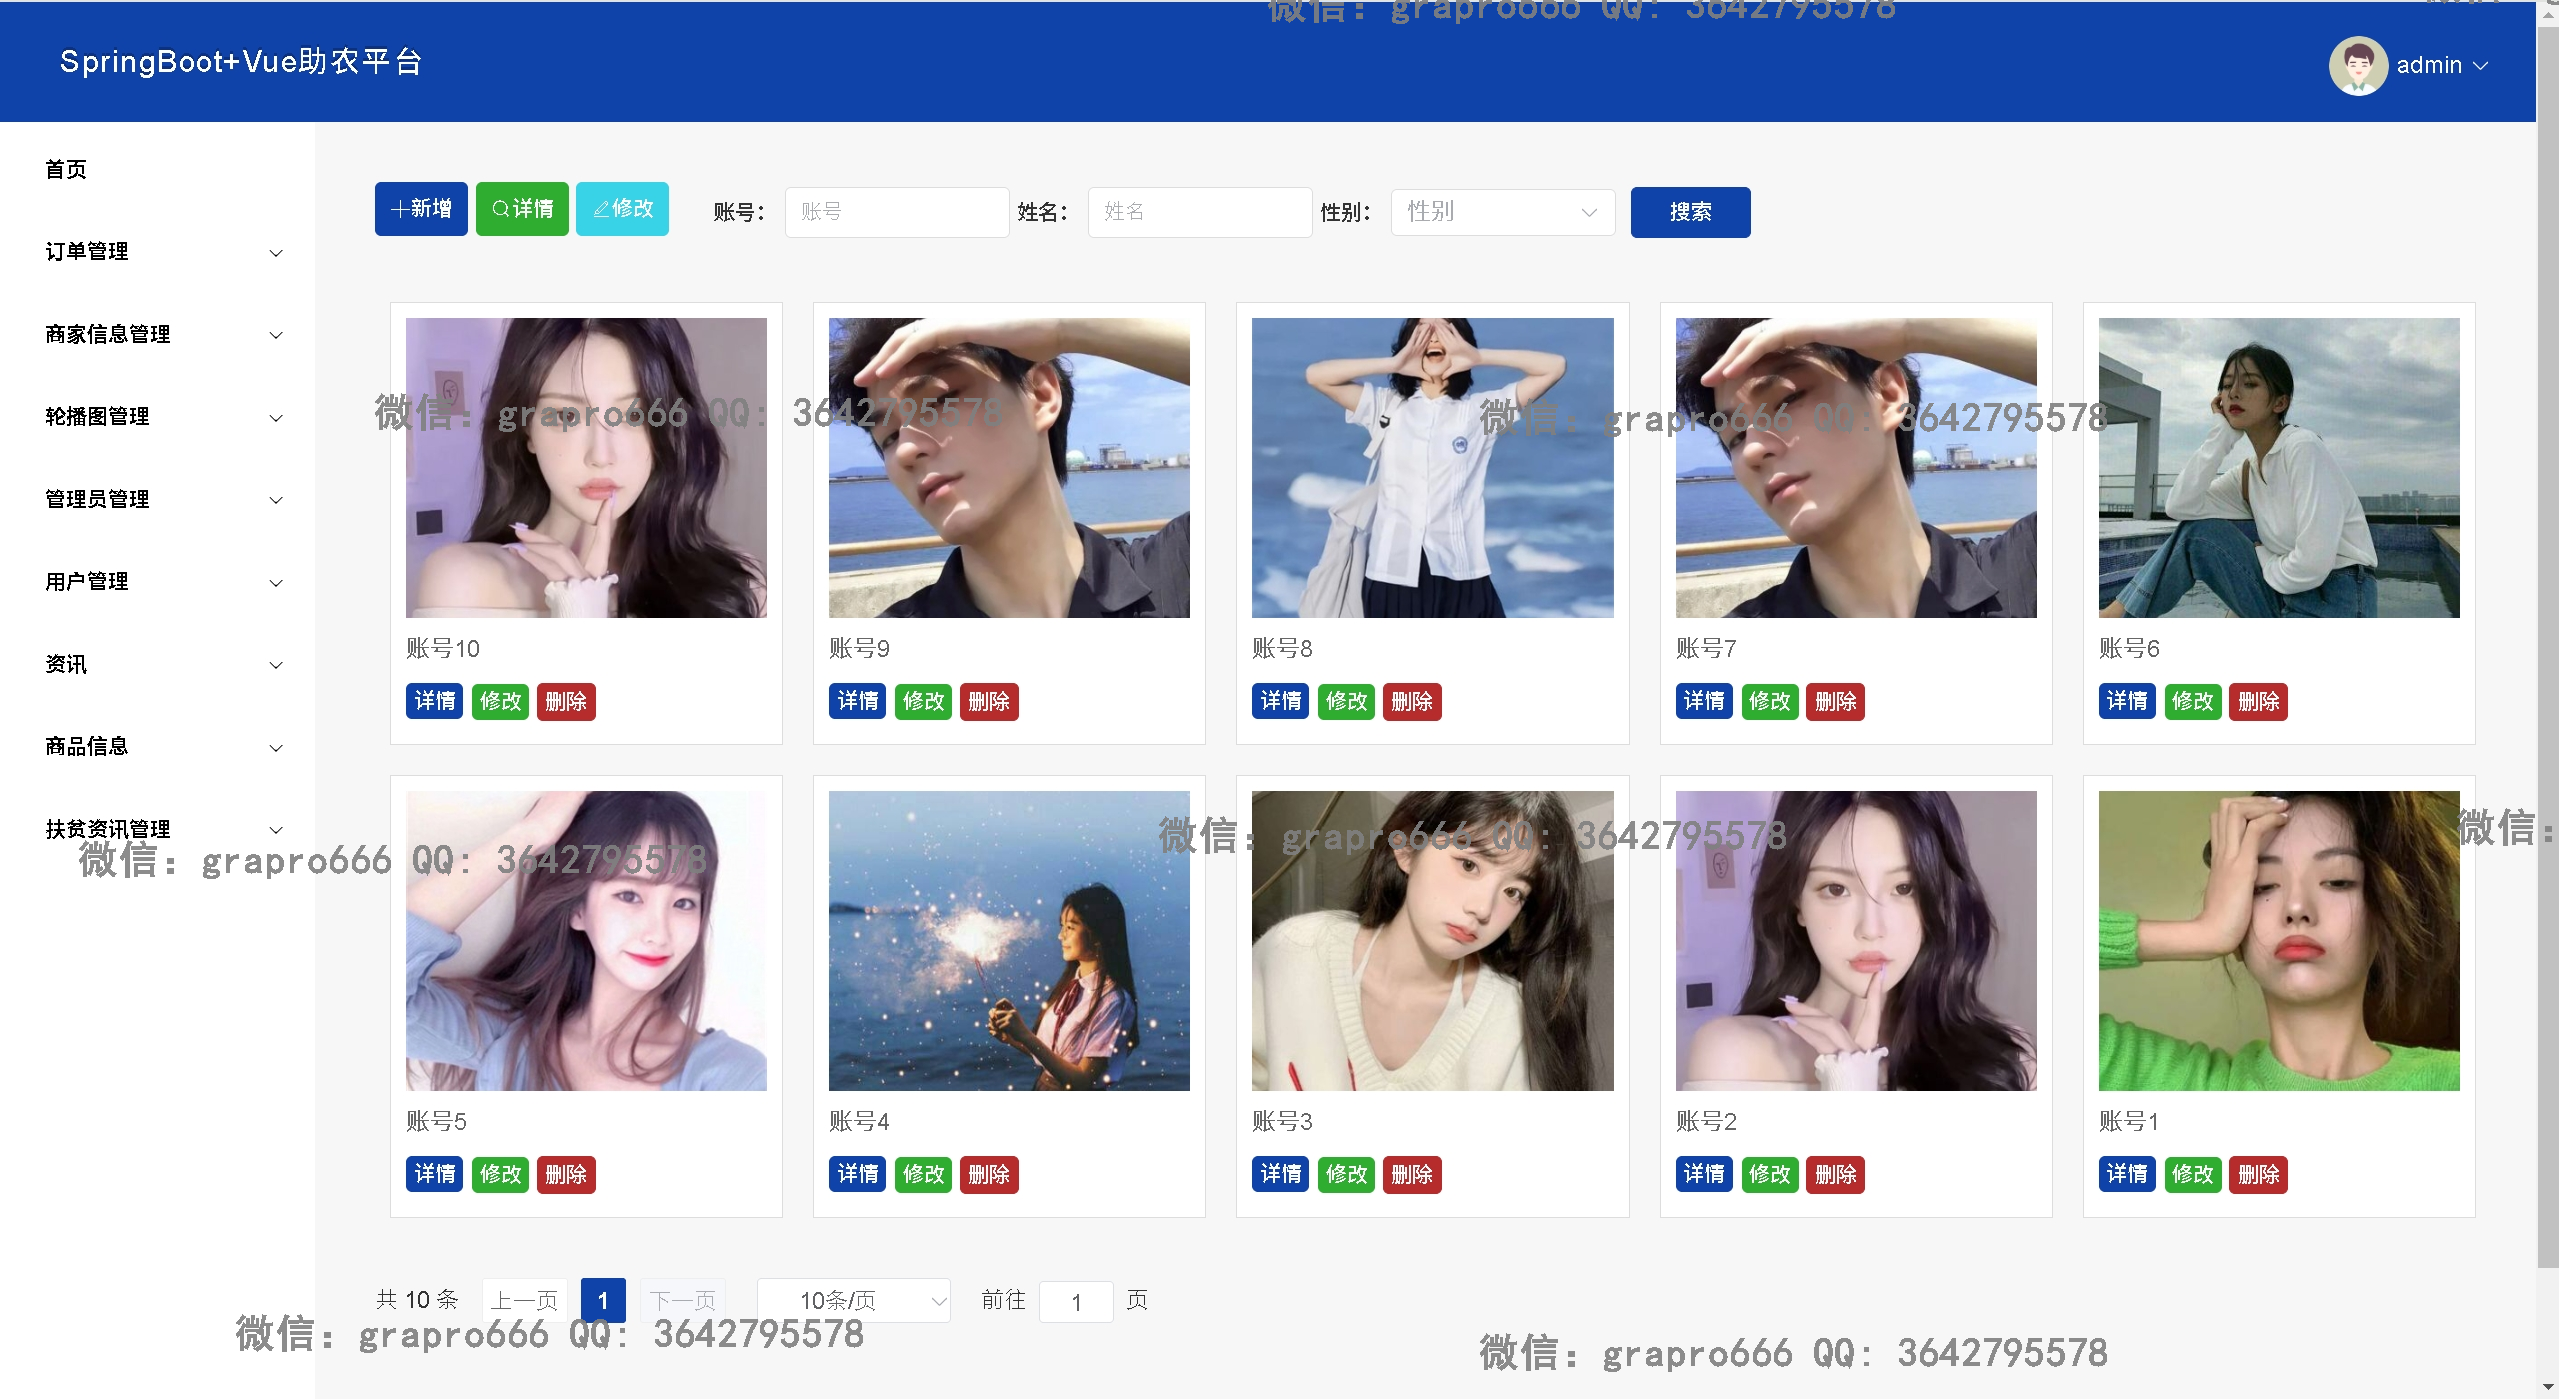 微信: grapro666 QQ: 3642795578
SpringBoot+Vue助农平台
admin
首页
订单管理
商家信息管理
轮播图管理
管理员管理
用户管理
资讯
商品信息
扶贫资讯管理
新增 详情 修改 账号: 账号 姓名: 姓名 性别: 性别 搜索
微信: grapro666 QQ: 3642795578
微信: grapro666 QQ: 3642795578
账号10 账号9 账号8 账号7 账号6
详情 修改 删除 详情 修改 删除 详情 修改 删除 详情 修改 删除 详情 修改 删除
微信: grapro666 QQ: 3642795578
微信: grapro666 QQ: 3642795578
微信:
账号5 账号4 账号3 账号2 账号1
详情 修改 删除 详情 修改 删除 详情 修改 删除 详情 修改 删除 详情 修改 删除
共 10 条 上一页 1 下一页 10条/页 前往 1 页
微信: grapro666 QQ: 3642795578
微信: grapro666 QQ: 3642795578